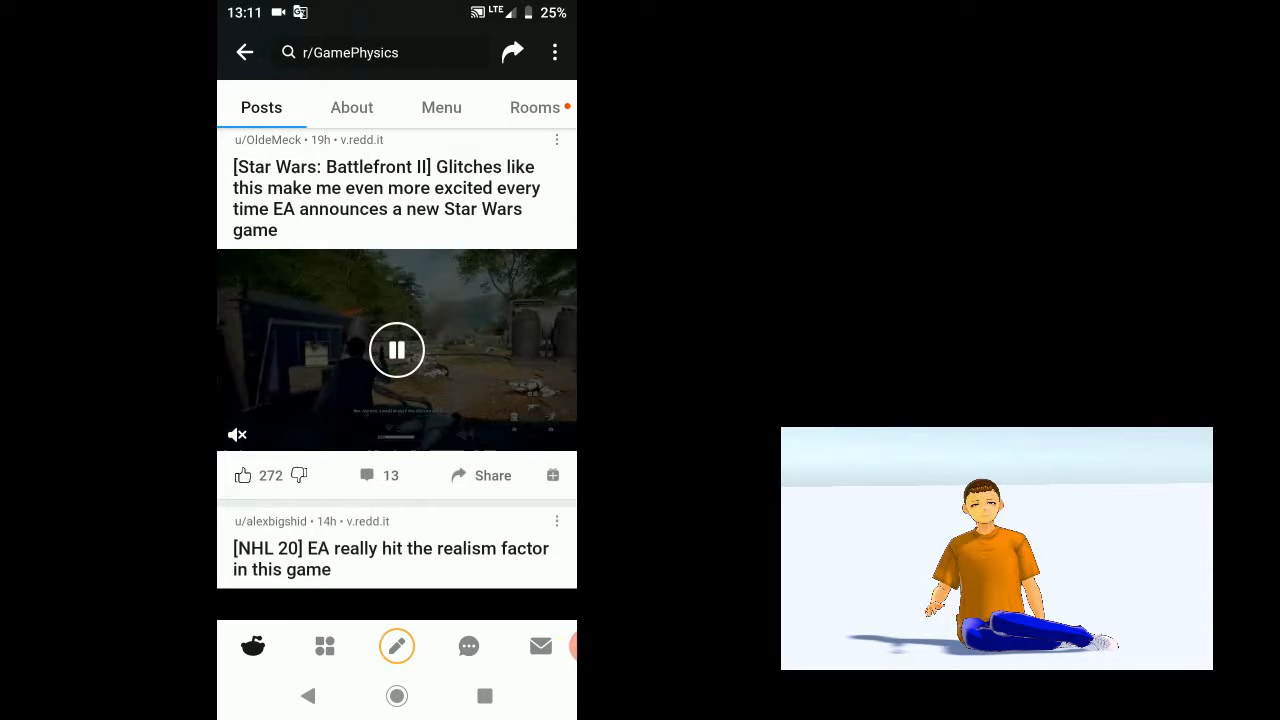 13:11
LTE
25%
r/GamePhysics
Posts
About
Menu
Rooms
u/OldeMeck • 19h • v.redd.it
[Star Wars: Battlefront II] Glitches like
this make me even more excited every
time EA announces a new Star Wars
game
272
13
Share
u/alexbigshid • 14h • v.redd.it
[NHL 20] EA really hit the realism factor
in this game